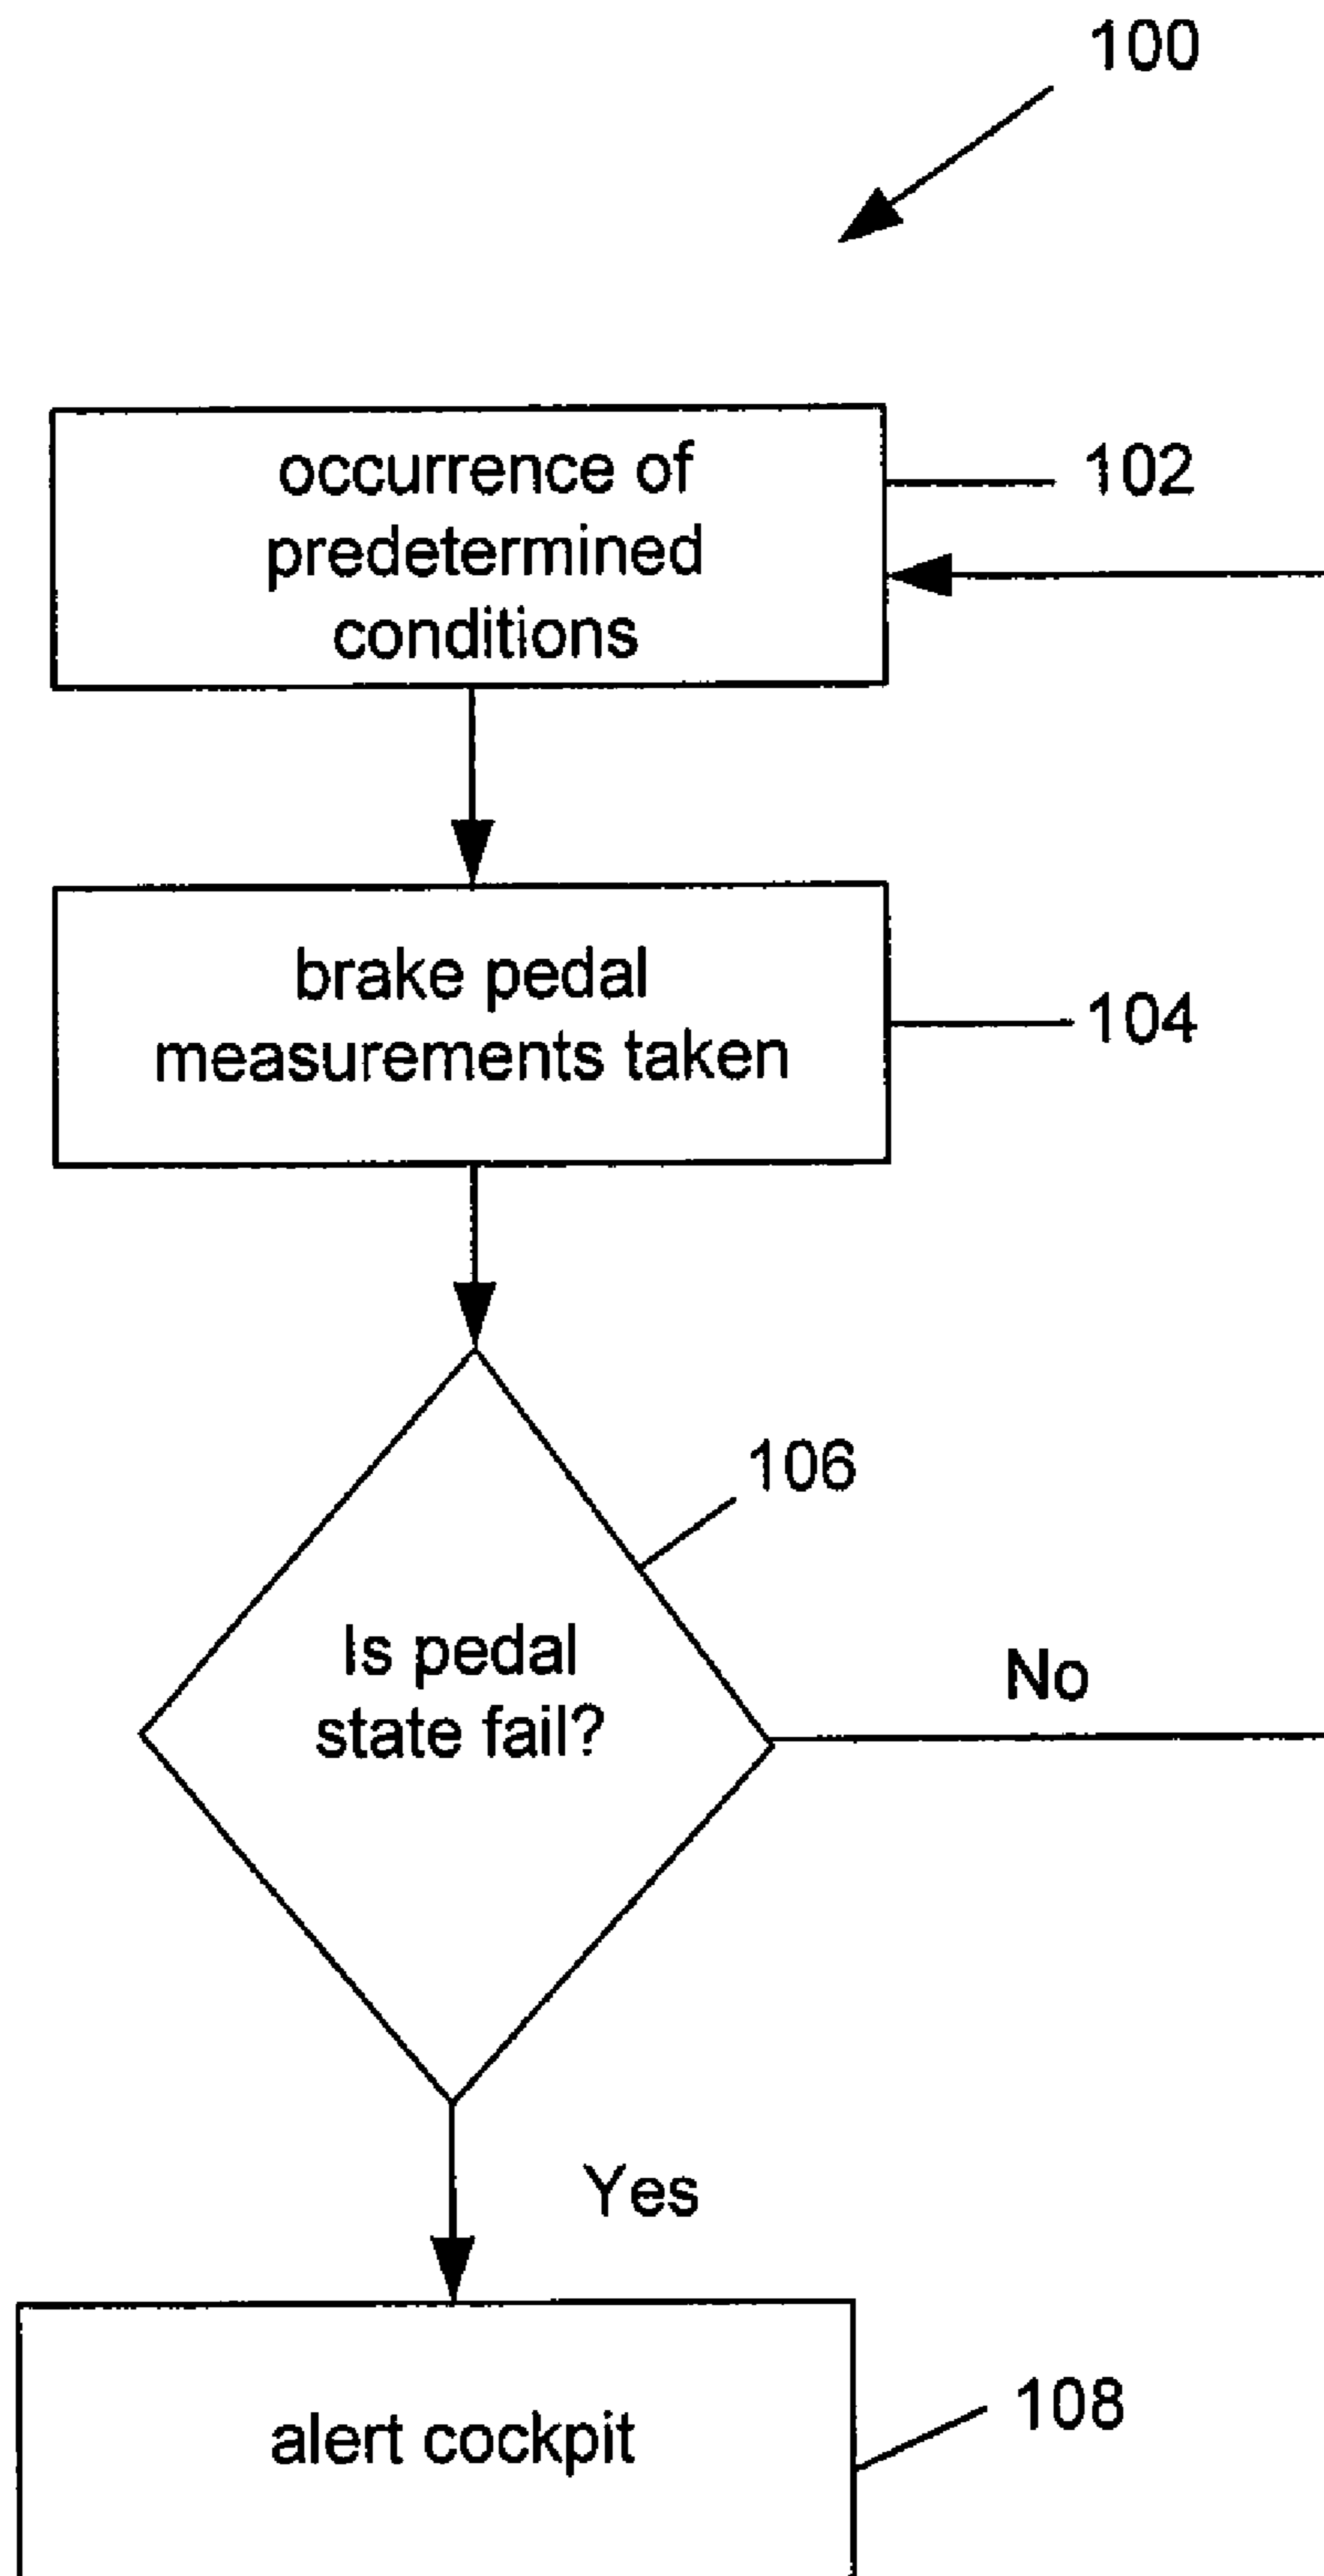 100
occurrence of
predetermined
conditions
102
brake pedal
measurements taken
104
106
Is pedal
state fail?
No
Yes
alert cockpit
108